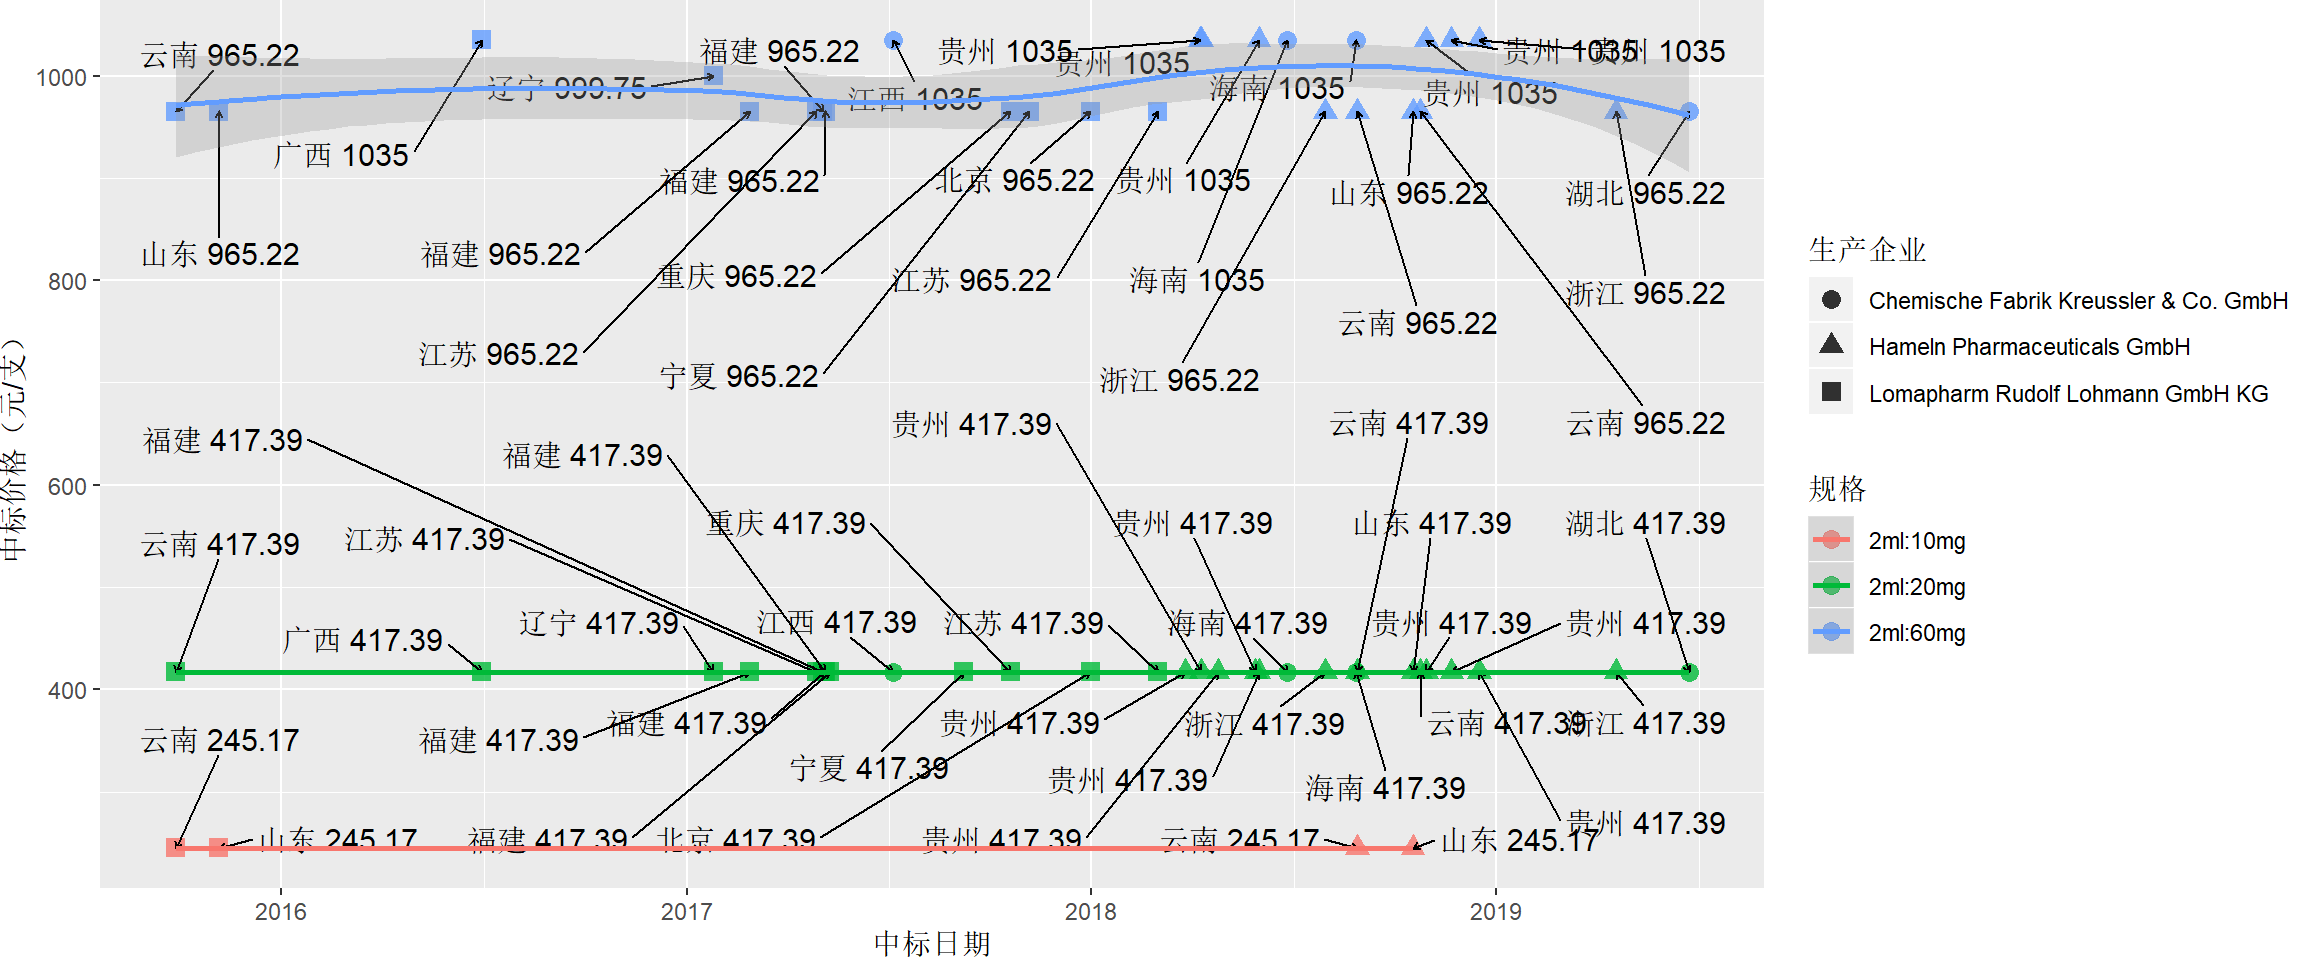 云南 965.22
福建 965.22
贵州 1035
贵州 1035
贵州 1035
贵州 1035
1000
辽宁 999.75
江西 1035
海南 1035
贵州 1035
广西 1035
福建 965.22
北京 965.22
贵州 1035
山东 965.22
湖北 965.22
山东 965.22
福建 965.22
重庆 965.22
江苏 965.22
海南 1035
浙江 965.22
800
云南 965.22
江苏 965.22
宁夏 965.22
浙江 965.22
福建 417.39
福建 417.39
贵州 417.39
云南 417.39
云南 965.22
600
云南 417.39
江苏 417.39
重庆 417.39
贵州 417.39
山东 417.39
湖北 417.39
广西 417.39
辽宁 417.39
江西 417.39
江苏 417.39
海南 417.39
贵州 417.39
贵州 417.39
400
云南 245.17
福建 417.39
福建 417.39
贵州 417.39
浙江 417.39
云南 417.39
浙江 417.39
宁夏 417.39
贵州 417.39
海南 417.39
贵州 417.39
山东 245.17
福建 417.39
北京 417.39
贵州 417.39
云南 245.17
山东 245.17
2016
2017
2018
2019
中标日期
中标价格（元/支）
生产企业
Chemische Fabrik Kreussler & Co. GmbH
Hameln Pharmaceuticals GmbH
Lomapharm Rudolf Lohmann GmbH KG
规格
2ml:10mg
2ml:20mg
2ml:60mg